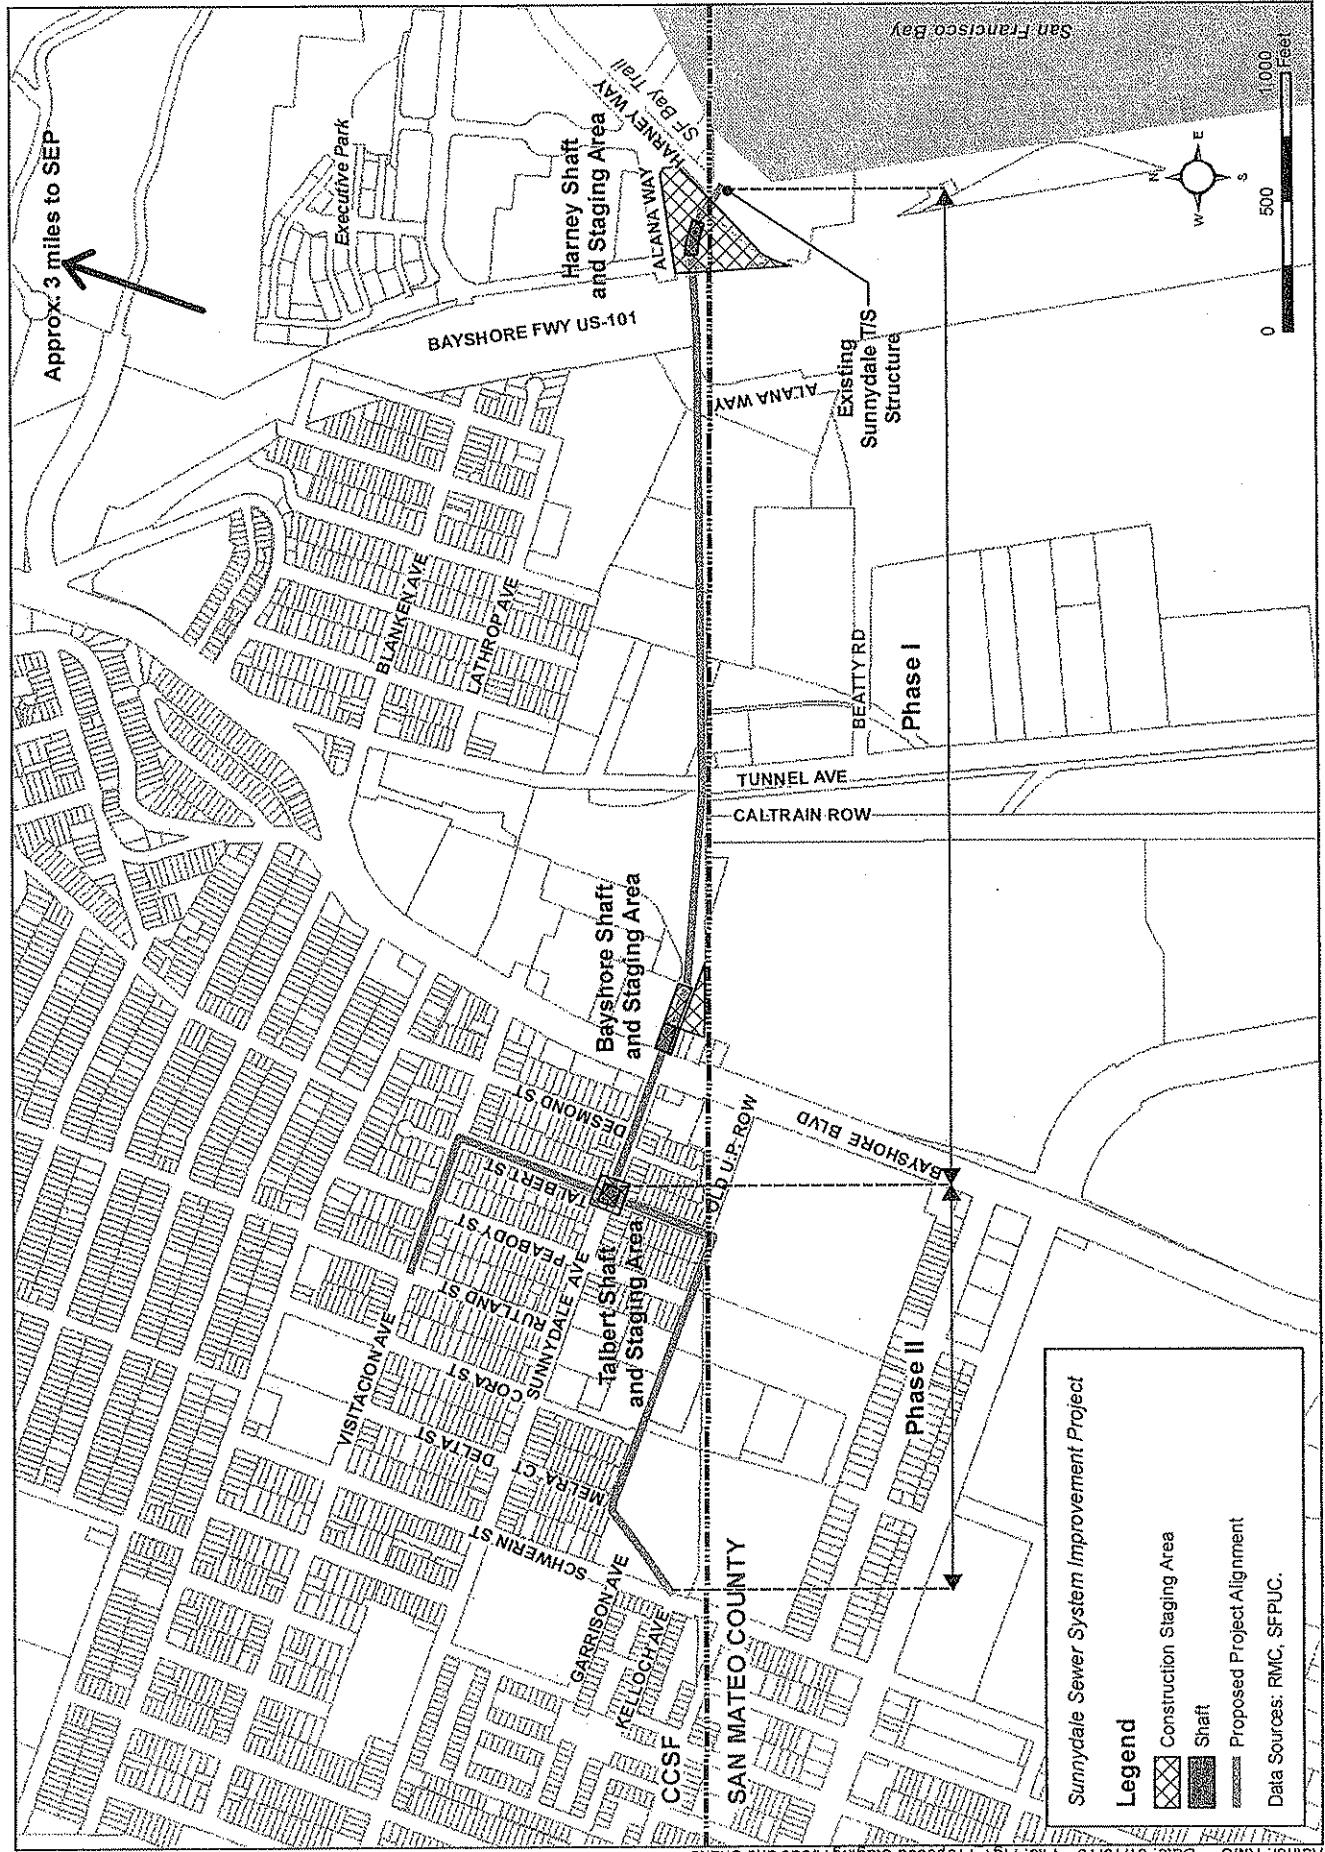 Approx. 3 miles to SEP
Executive Park
San Francisco Bay
SF Bay Trail
HARNEY WAY
ALANA WAY
Harney Shaft
and Staging Area
BAYSHORE FWY US-101
ALANA WAY
Existing
Sunnydale T/S
Structure
BLANKEN AVE
LATHROP AVE
BEATTY RD
Phase I
TUNNEL AVE
CALTRAIN ROW
Bayshore Shaft
and Staging Area
DESMOND ST
TALBERT ST
PEABODY ST
RUTLAND ST
CORA ST
DELTA ST
MELRA CT
SCHWERIN ST
VISITACION AVE
SUNNYDALE AVE
Talbert Shaft
and Staging Area
OLD U.P. ROW
BAYSHORE BLVD
GARRISON AVE
KELLOCH AVE
Phase II
CCSF
SAN MATEO COUNTY
N
W
E
S
0
500
1,000
Feet
Sunnydale Sewer System Improvement Project
Legend
Construction Staging Area
Shaft
Proposed Project Alignment
Data Sources: RMC, SFPUC.